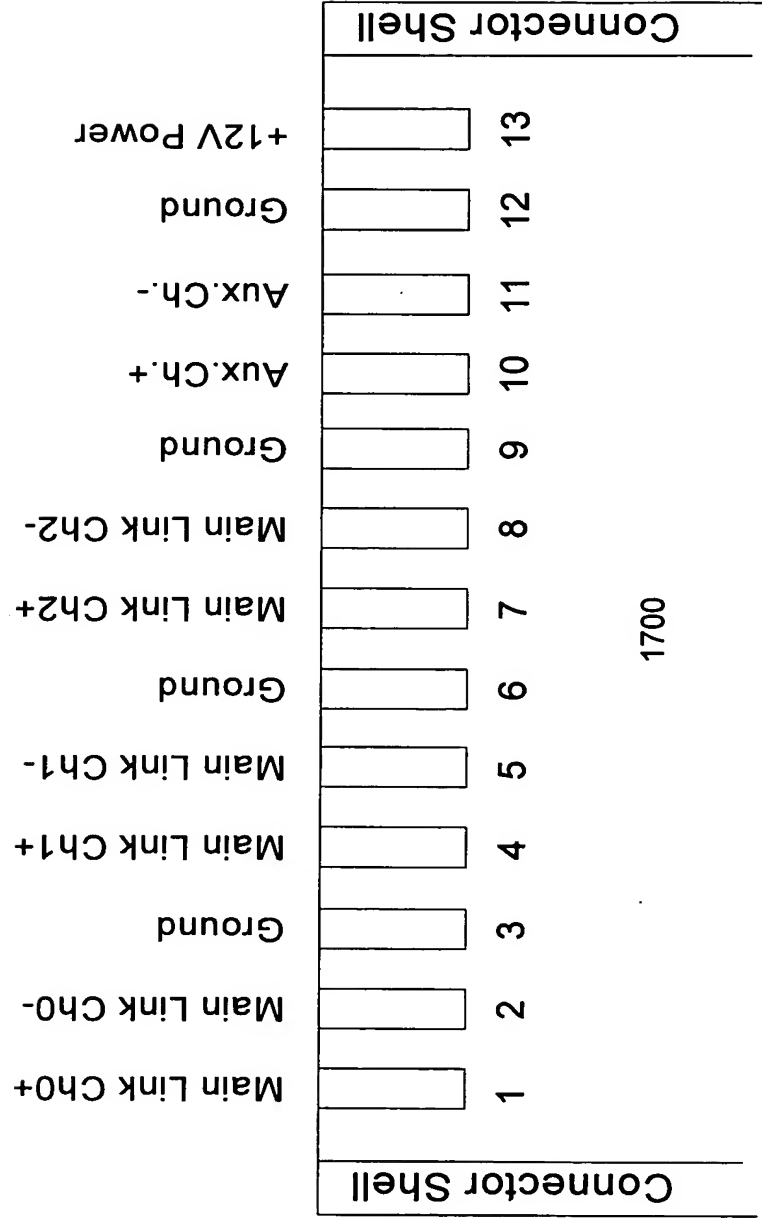 Connector Shell
Main Link Ch0+ 1
Main Link Ch0- 2
Ground 3
Main Link Ch1+ 4
Main Link Ch1- 5
Ground 6
Main Link Ch2+ 7
Main Link Ch2- 8
Ground 9
Aux.Ch.+ 10
Aux.Ch.- 11
Ground 12
+12V Power 13
Connector Shell
1700